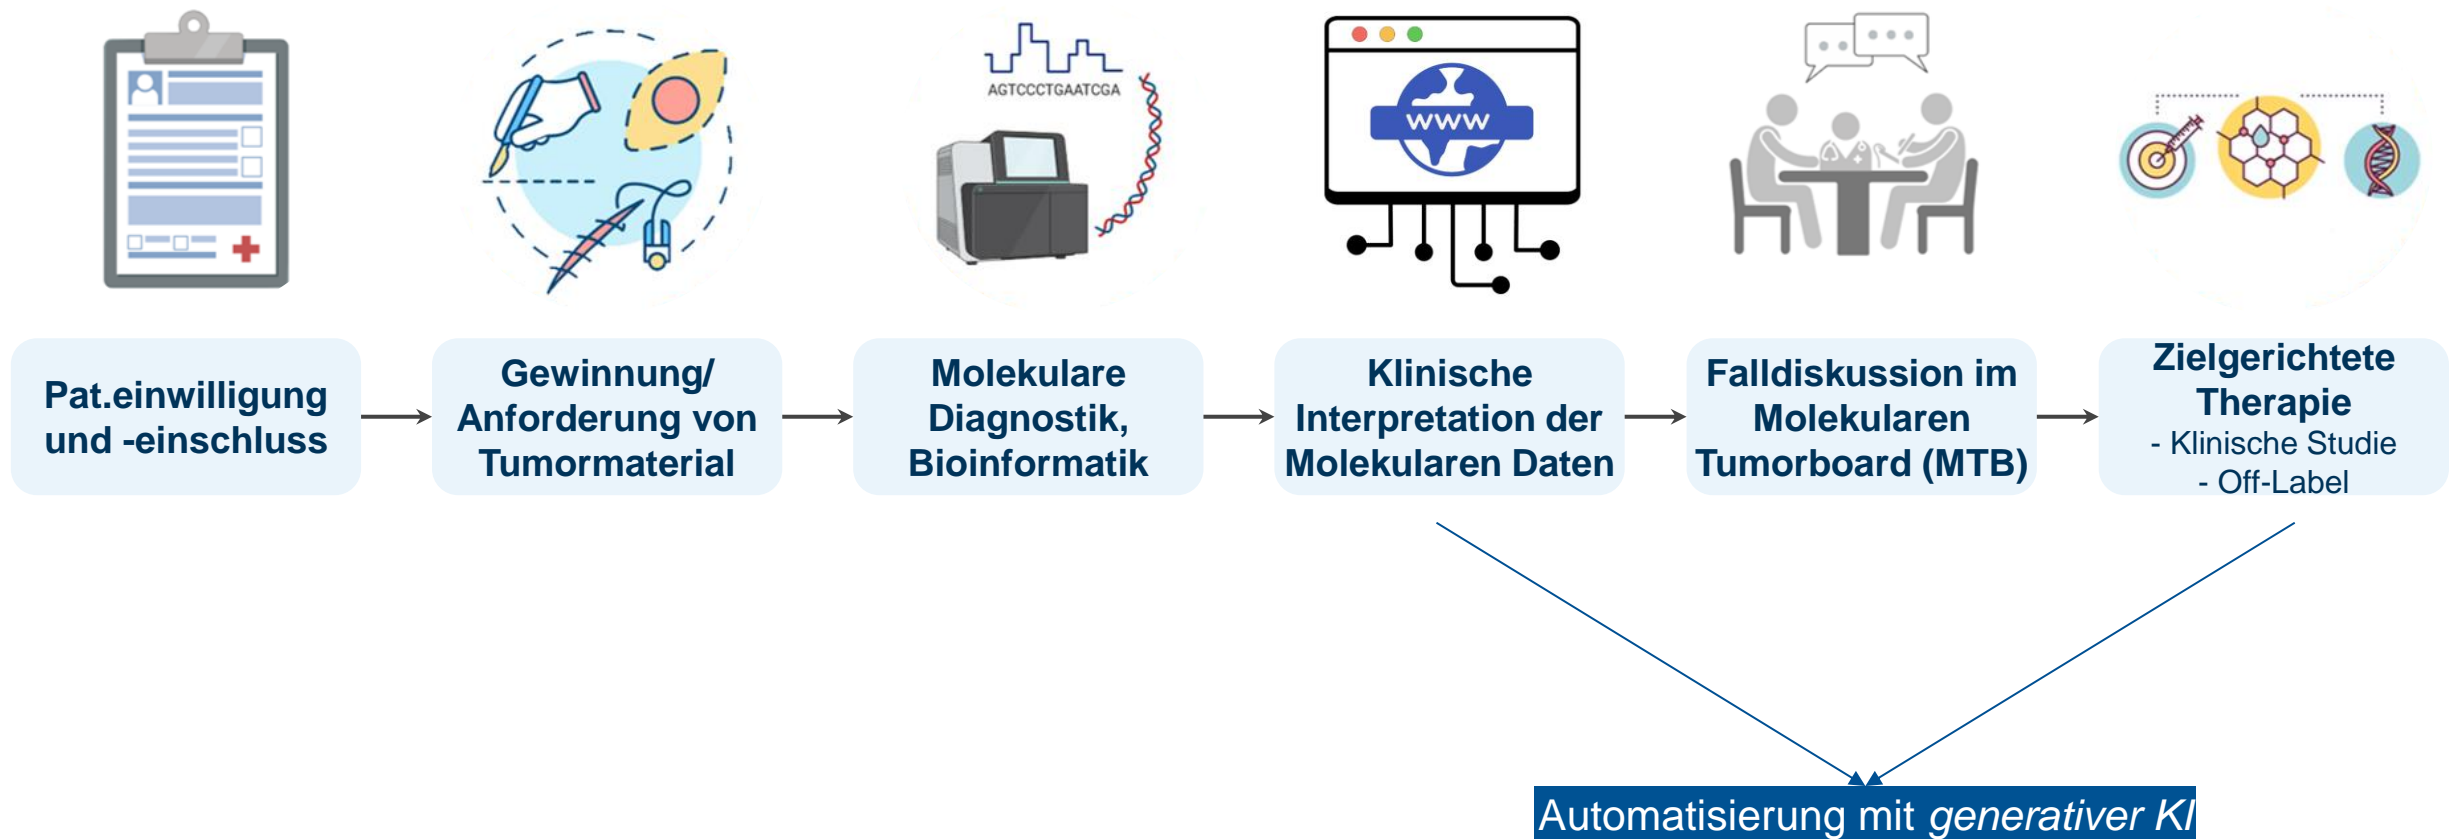 AGTCCCTGAATCGA
WWW
Pat.einwilligung
und -einschluss
Gewinnung/
Anforderung von
Tumormaterial
Molekulare
Diagnostik,
Bioinformatik
Klinische
Interpretation der
Molekularen Daten
Falldiskussion im
Molekularen
Tumorboard (MTB)
Zielgerichtete
Therapie
- Klinische Studie
- Off-Label
Automatisierung mit generativer KI